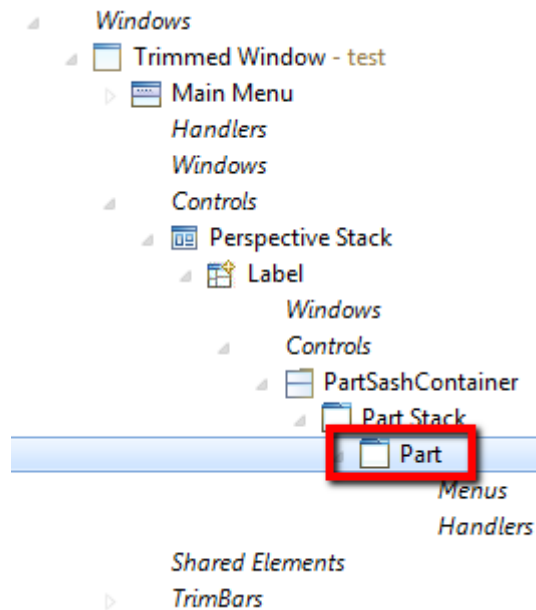 Windows
Trimmed Window - test
Main Menu
Handlers
Windows
Controls
Perspective Stack
Label
Windows
Controls
PartSashContainer
Part Stack
Part
Menus
Handlers
Shared Elements
TrimBars